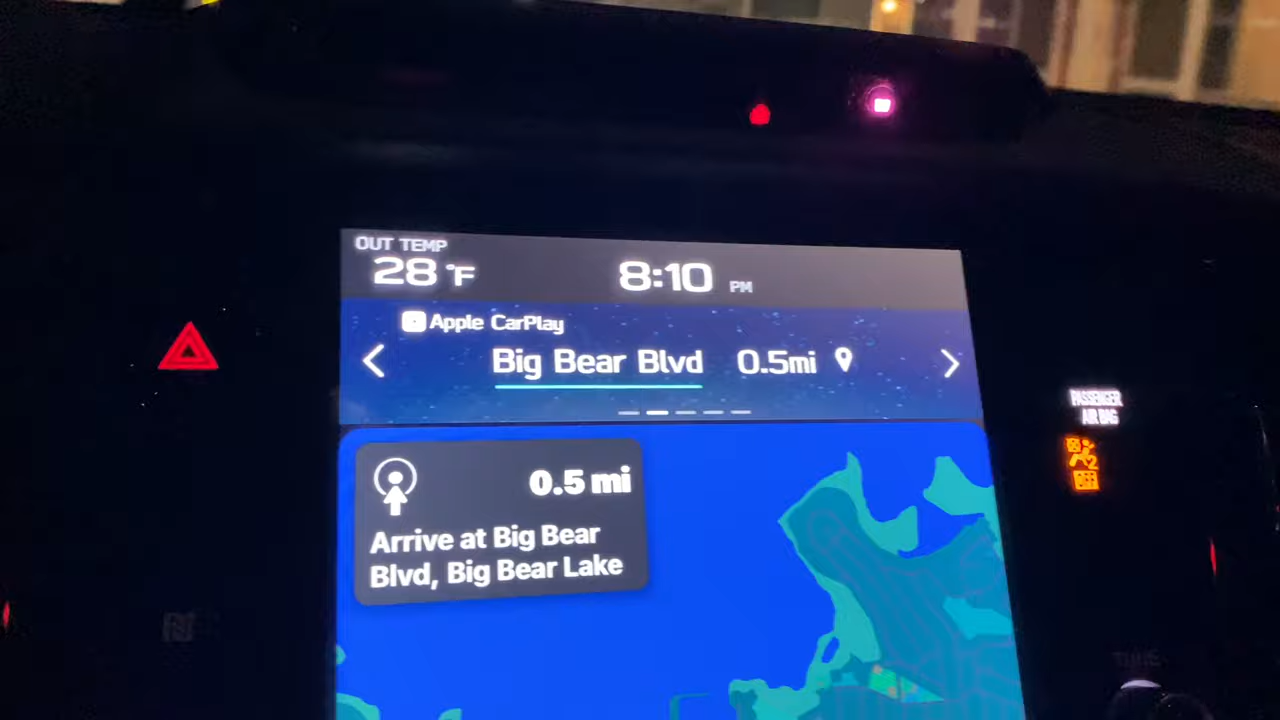 OUT TEMP
28 °F
8:10 PM
Apple CarPlay
Big Bear Blvd 0.5mi
0.5 mi
Arrive at Big Bear
Blvd, Big Bear Lake
PASSENGER
AIR BAG
OFF
TUNE